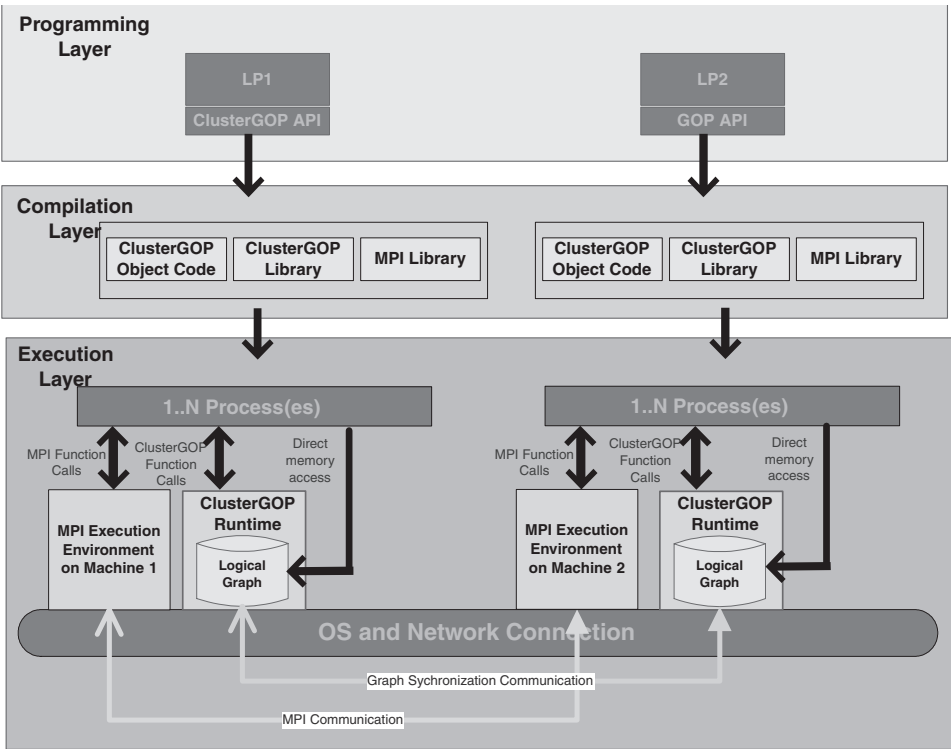 Programming
Layer
LP1
ClusterGOP API
LP2
GOP API
Compilation
Layer
ClusterGOP
Object Code
ClusterGOP
Library
MPI Library
ClusterGOP
Object Code
ClusterGOP
Library
MPI Library
Execution
Layer
1..N Process(es)
MPI Function
Calls
ClusterGOP
Function
Calls
Direct
memory
access
MPI Execution
Environment
on Machine 1
ClusterGOP
Runtime
Logical
Graph
1..N Process(es)
MPI Function
Calls
ClusterGOP
Function
Calls
Direct
memory
access
MPI Execution
Environment
on Machine 2
ClusterGOP
Runtime
Logical
Graph
OS and Network Connection
Graph Sychronization Communication
MPI Communication